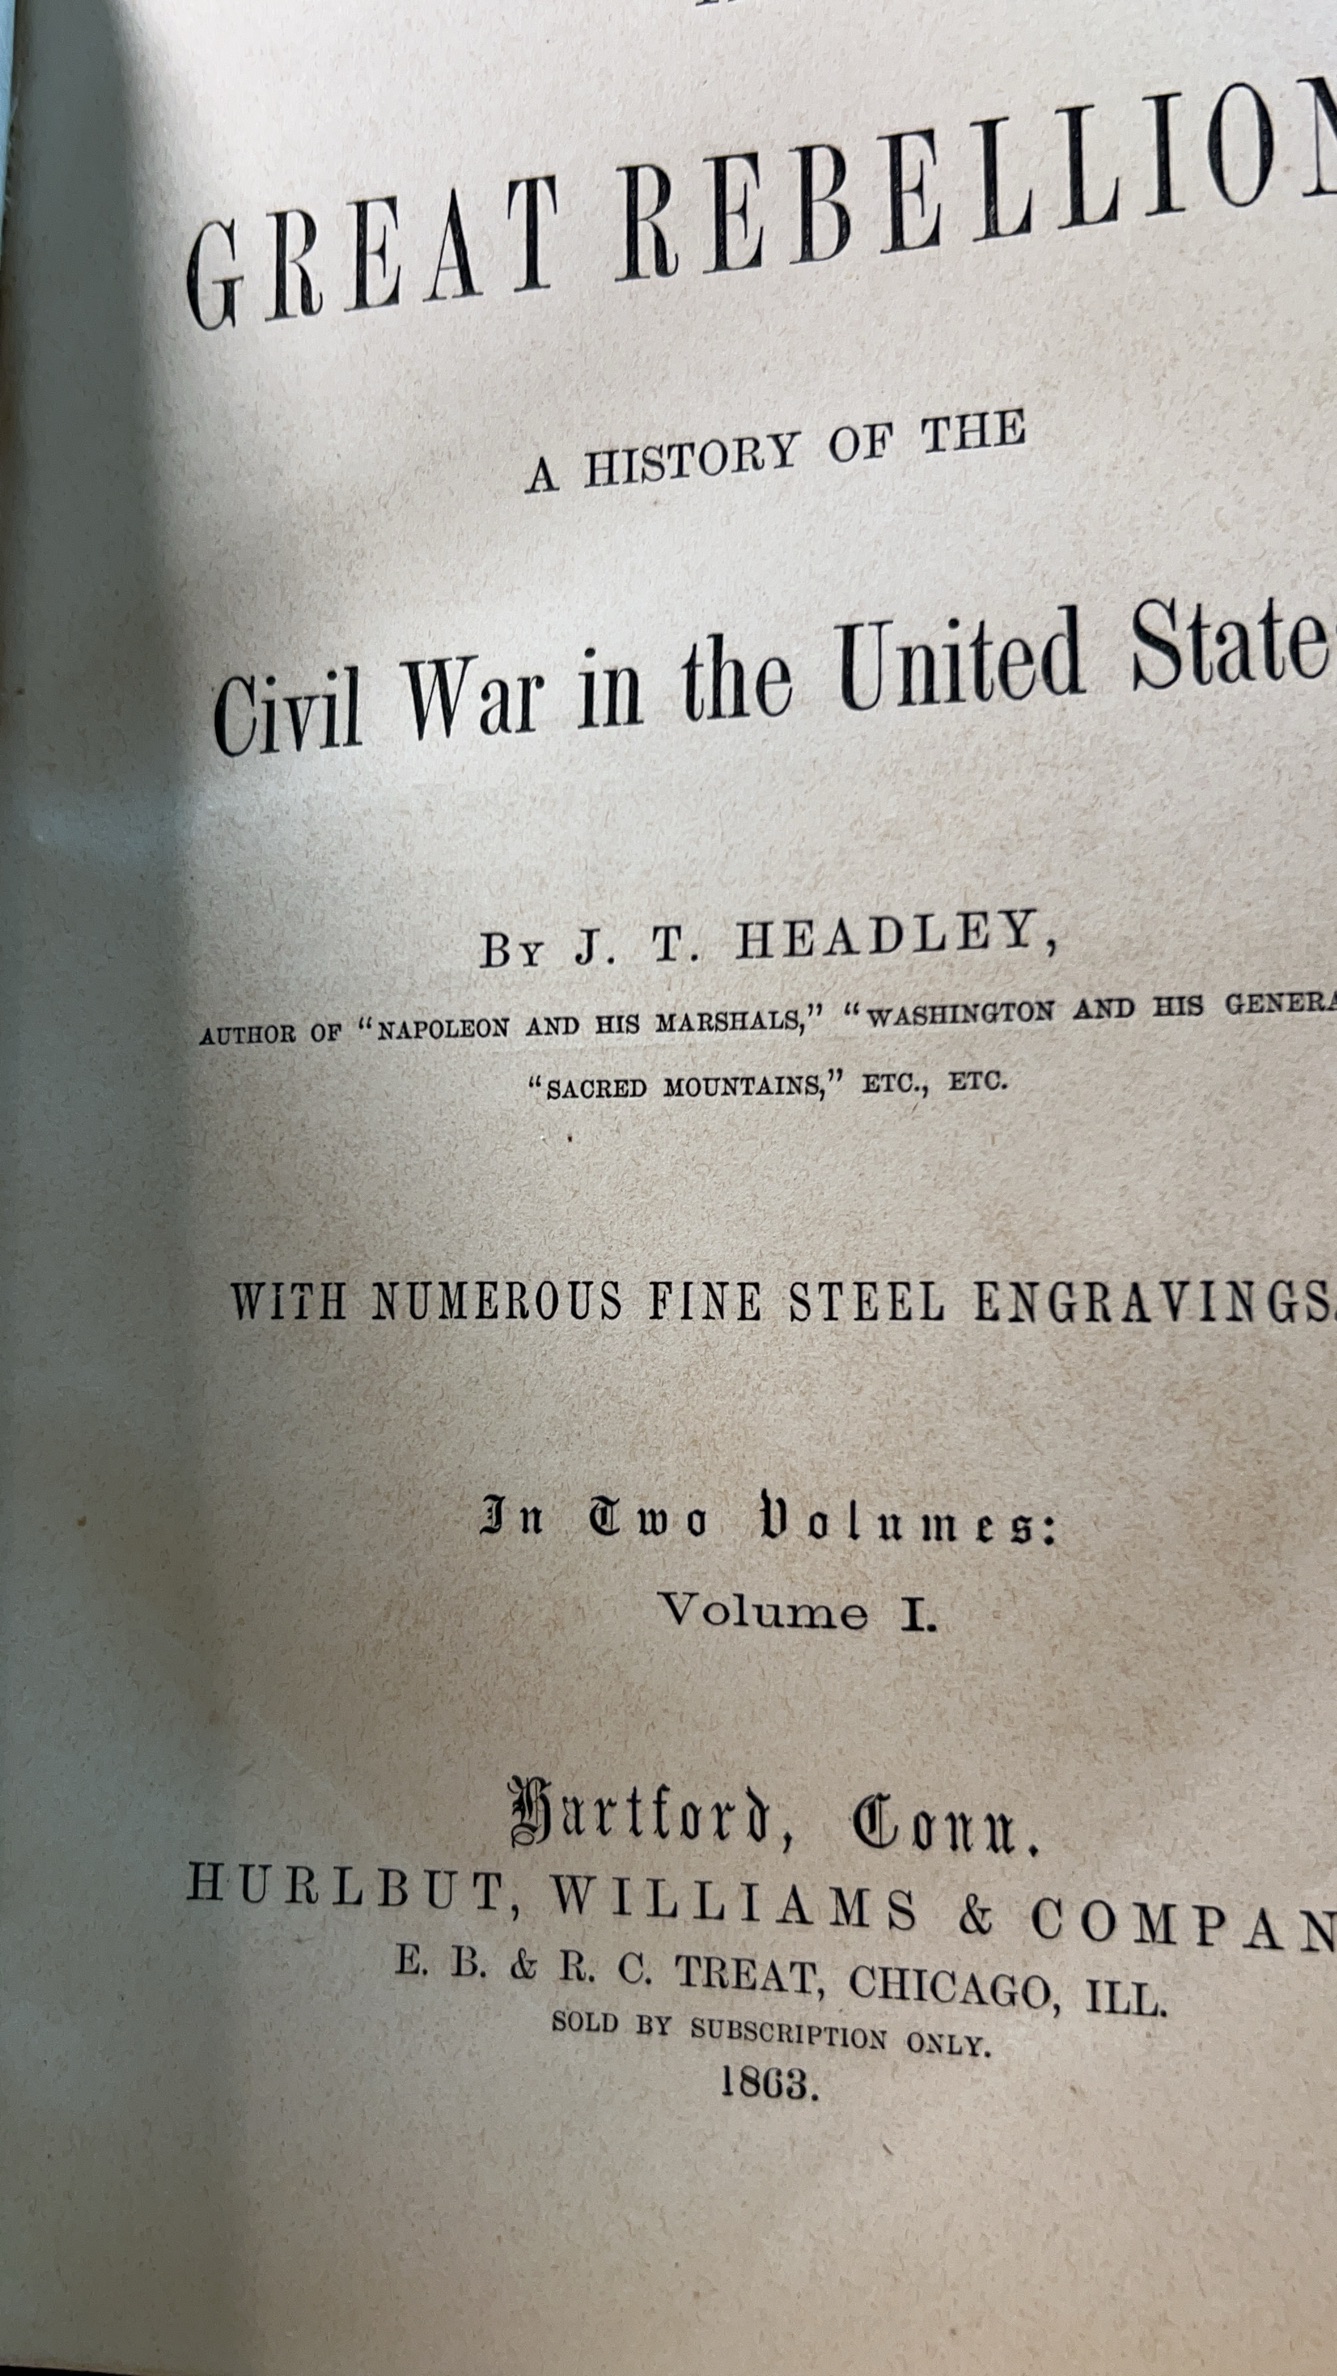 GREAT REBELLION
A HISTORY OF THE
Civil War in the United State
BY J. T. HEADLEY,
AUTHOR OF “NAPOLEON AND HIS MARSHALS,” “WASHINGTON AND HIS GENERA
“SACRED MOUNTAINS,” ETC., ETC.
WITH NUMEROUS FINE STEEL ENGRAVINGS.
In Two Volumes:
Volume I.
Hartford, Conn.
HURLBUT, WILLIAMS & COMPAN
E. B. & R. C. TREAT, CHICAGO, ILL.
SOLD BY SUBSCRIPTION ONLY.
1863.